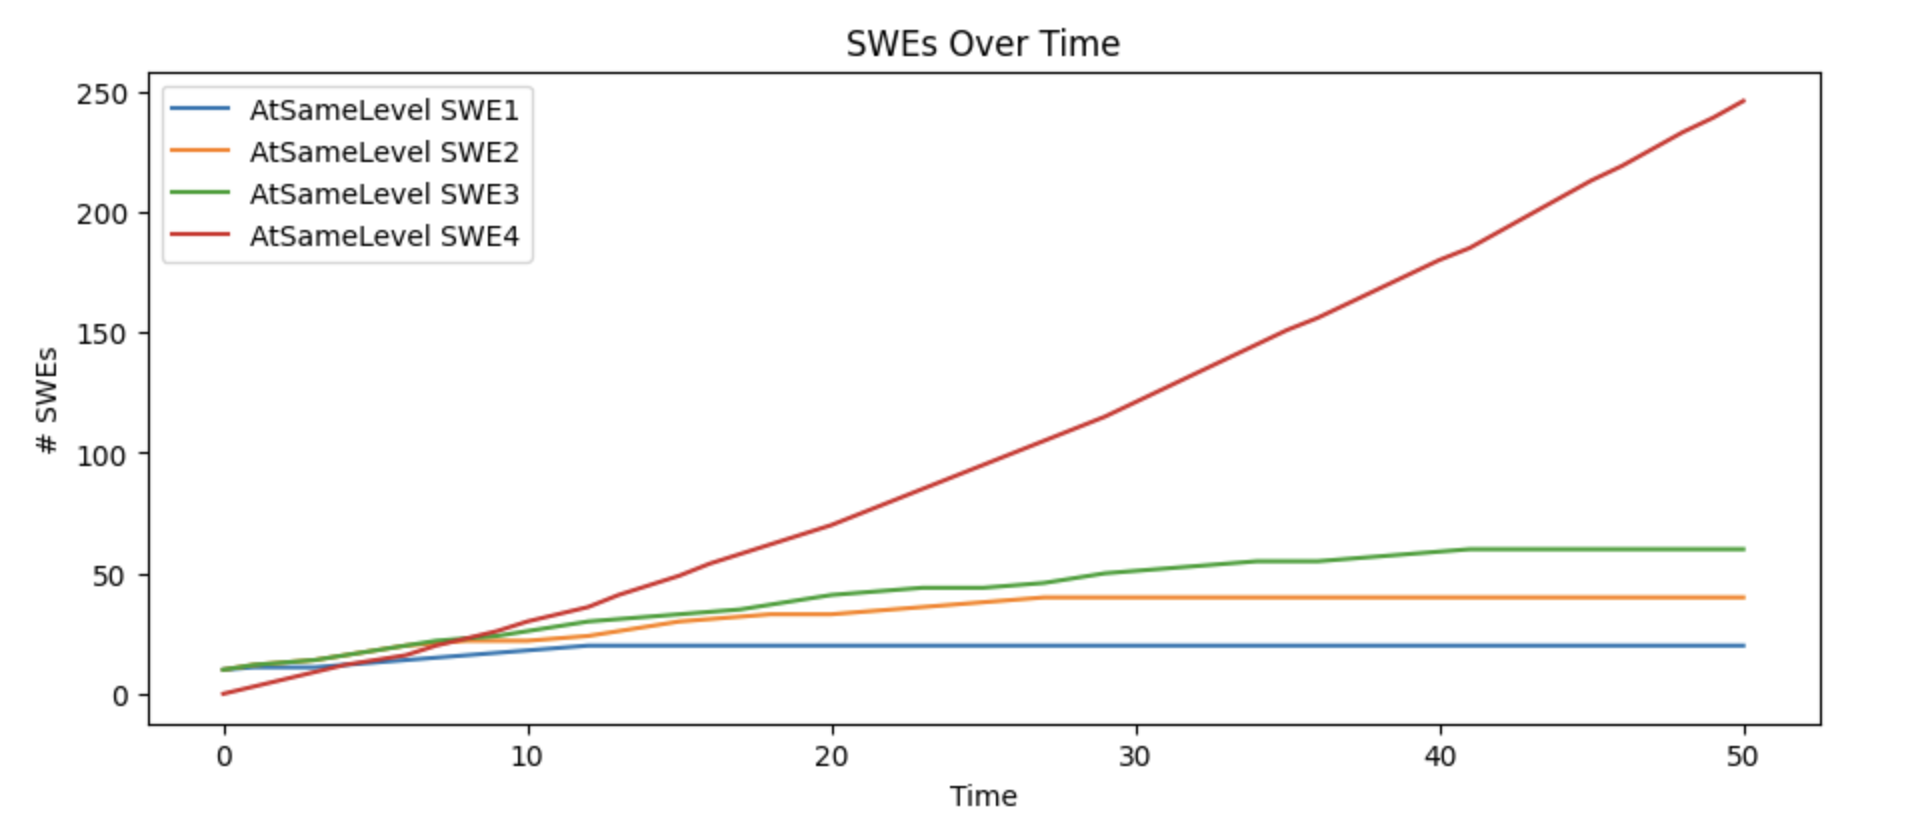 SWEs Over Time
250
200
150
100
50
0
# SWEs
AtSameLevel SWE1
AtSameLevel SWE2
AtSameLevel SWE3
AtSameLevel SWE4
0 10 20 30 40 50
Time